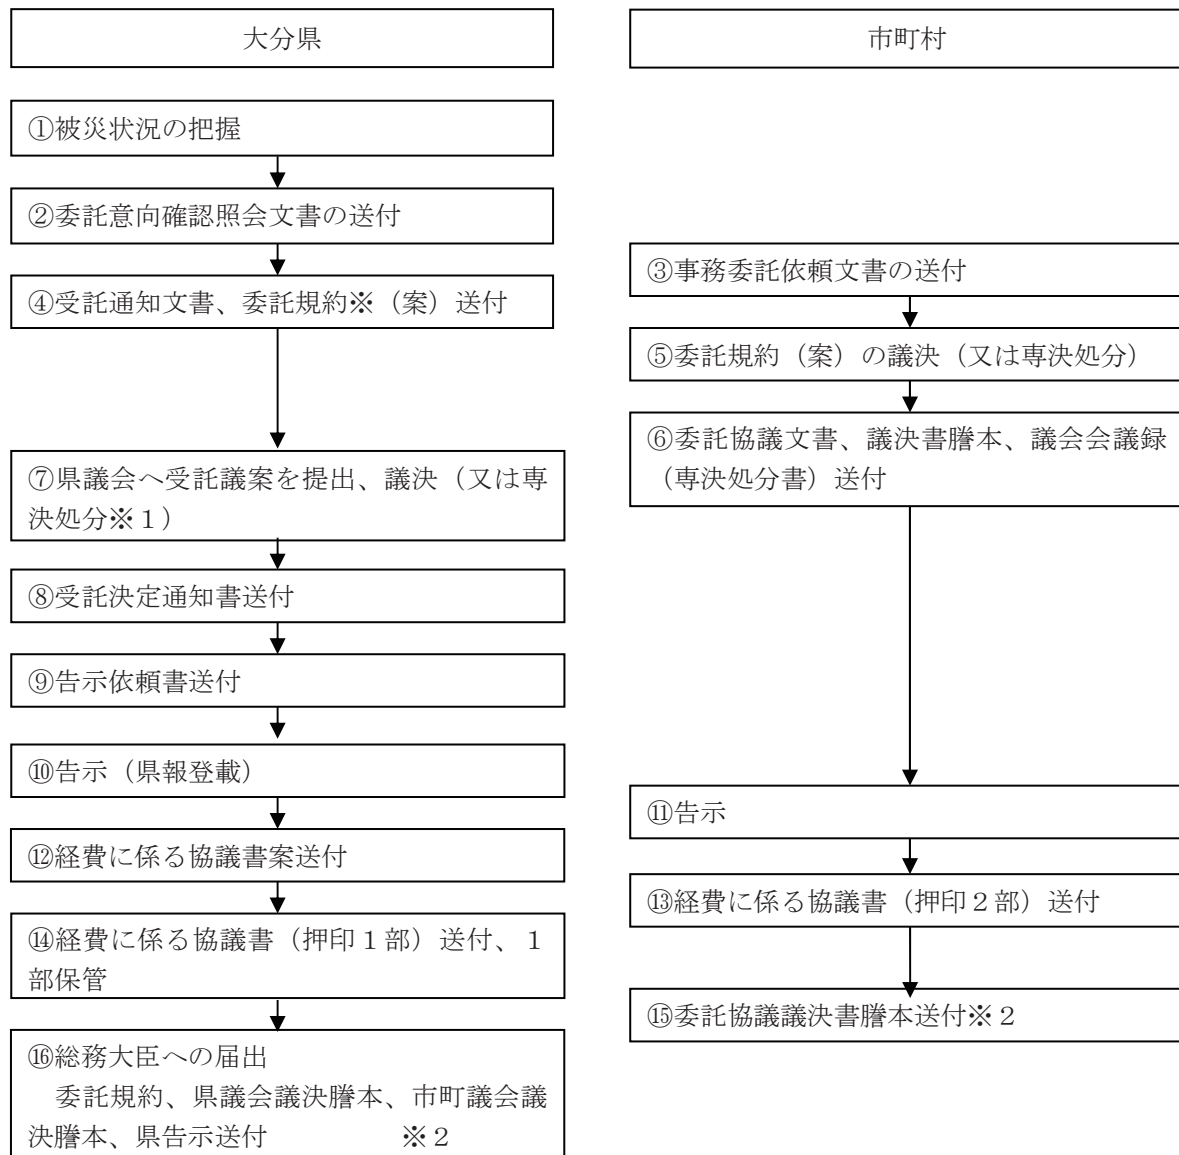 大分県
市町村
①被災状況の把握
②委託意向確認照会文書の送付
③事務委託依頼文書の送付
④受託通知文書、委託規約※（案）送付
⑤委託規約（案）の議決（又は専決処分）
⑥委託協議文書、議決書謄本、議会会議録
（専決処分書）送付
⑦県議会へ受託議案を提出、議決（又は専
決処分※１）
⑧受託決定通知書送付
⑨告示依頼書送付
⑩告示（県報登載）
⑪告示
⑫経費に係る協議書案送付
⑬経費に係る協議書（押印２部）送付
⑭経費に係る協議書（押印１部）送付、１
部保管
⑮委託協議議決書謄本送付※２
⑯総務大臣への届出
委託規約、県議会議決謄本、市町議会議
決謄本、県告示送付　　　　　※２